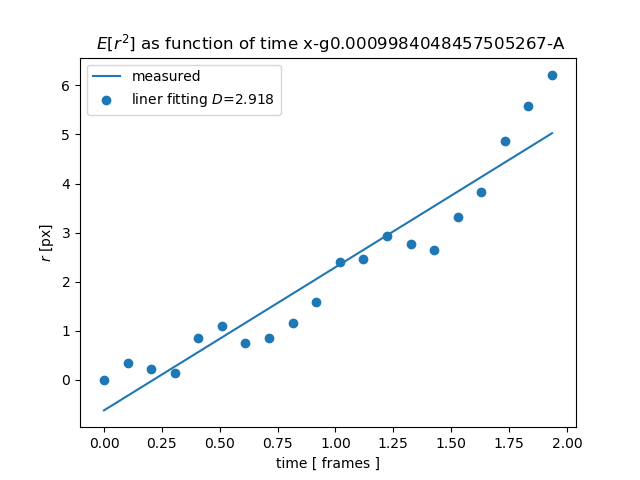 E[r²] as function of time x-g0.0009984048457505267-A
measured
liner fitting D=2.918
6
5
4
3
2
1
0
r [px]
0.00 0.25 0.50 0.75 1.00 1.25 1.50 1.75 2.00
time [ frames ]